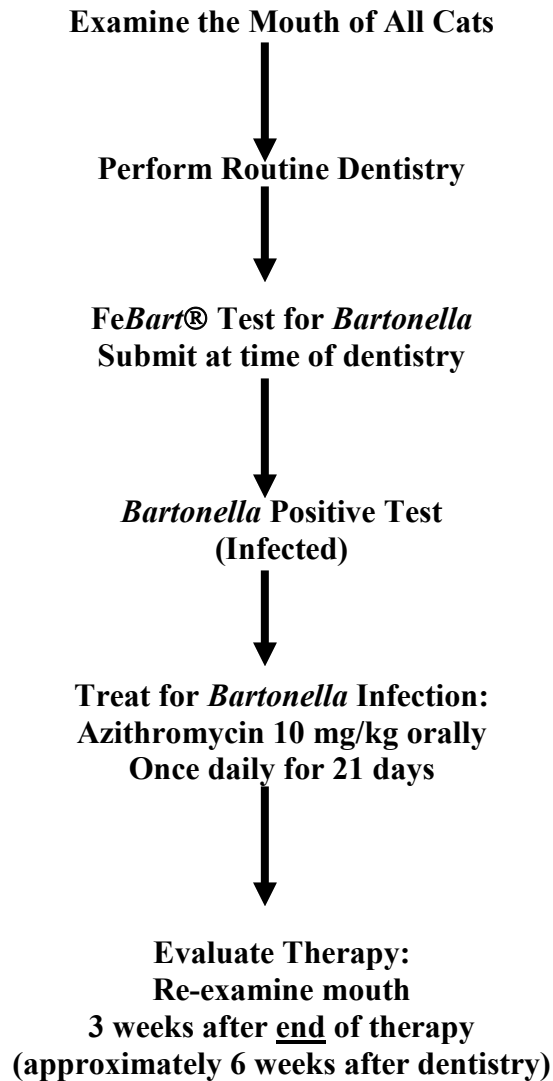 Examine the Mouth of All Cats
Perform Routine Dentistry
FeBart® Test for Bartonella
Submit at time of dentistry
Bartonella Positive Test
(Infected)
Treat for Bartonella Infection:
Azithromycin 10 mg/kg orally
Once daily for 21 days
Evaluate Therapy:
Re-examine mouth
3 weeks after end of therapy
(approximately 6 weeks after dentistry)